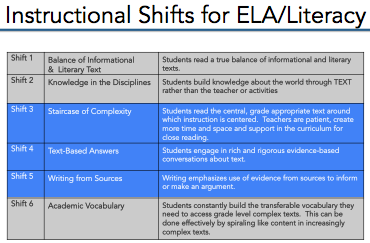 Instructional Shifts for ELA/Literacy
Shift 1 Balance of Informational Students read a true balance of informational and literary
& Literary Text texts.
Shift 2 Knowledge in the Disciplines Students build knowledge about the world through TEXT
rather than the teacher or activities
Shift 3 Staircase of Complexity Students read the central, grade appropriate text around
which instruction is centered. Teachers are patient, create
more time and space and support in the curriculum for
close reading.
Shift 4 Text-Based Answers Students engage in rich and rigorous evidence-based
conversations about text.
Shift 5 Writing from Sources Writing emphasizes use of evidence from sources to inform
or make an argument.
Shift 6 Academic Vocabulary Students constantly build the transferable vocabulary they
need to access grade level complex texts. This can be
done effectively by spiraling like content in increasingly
complex texts.